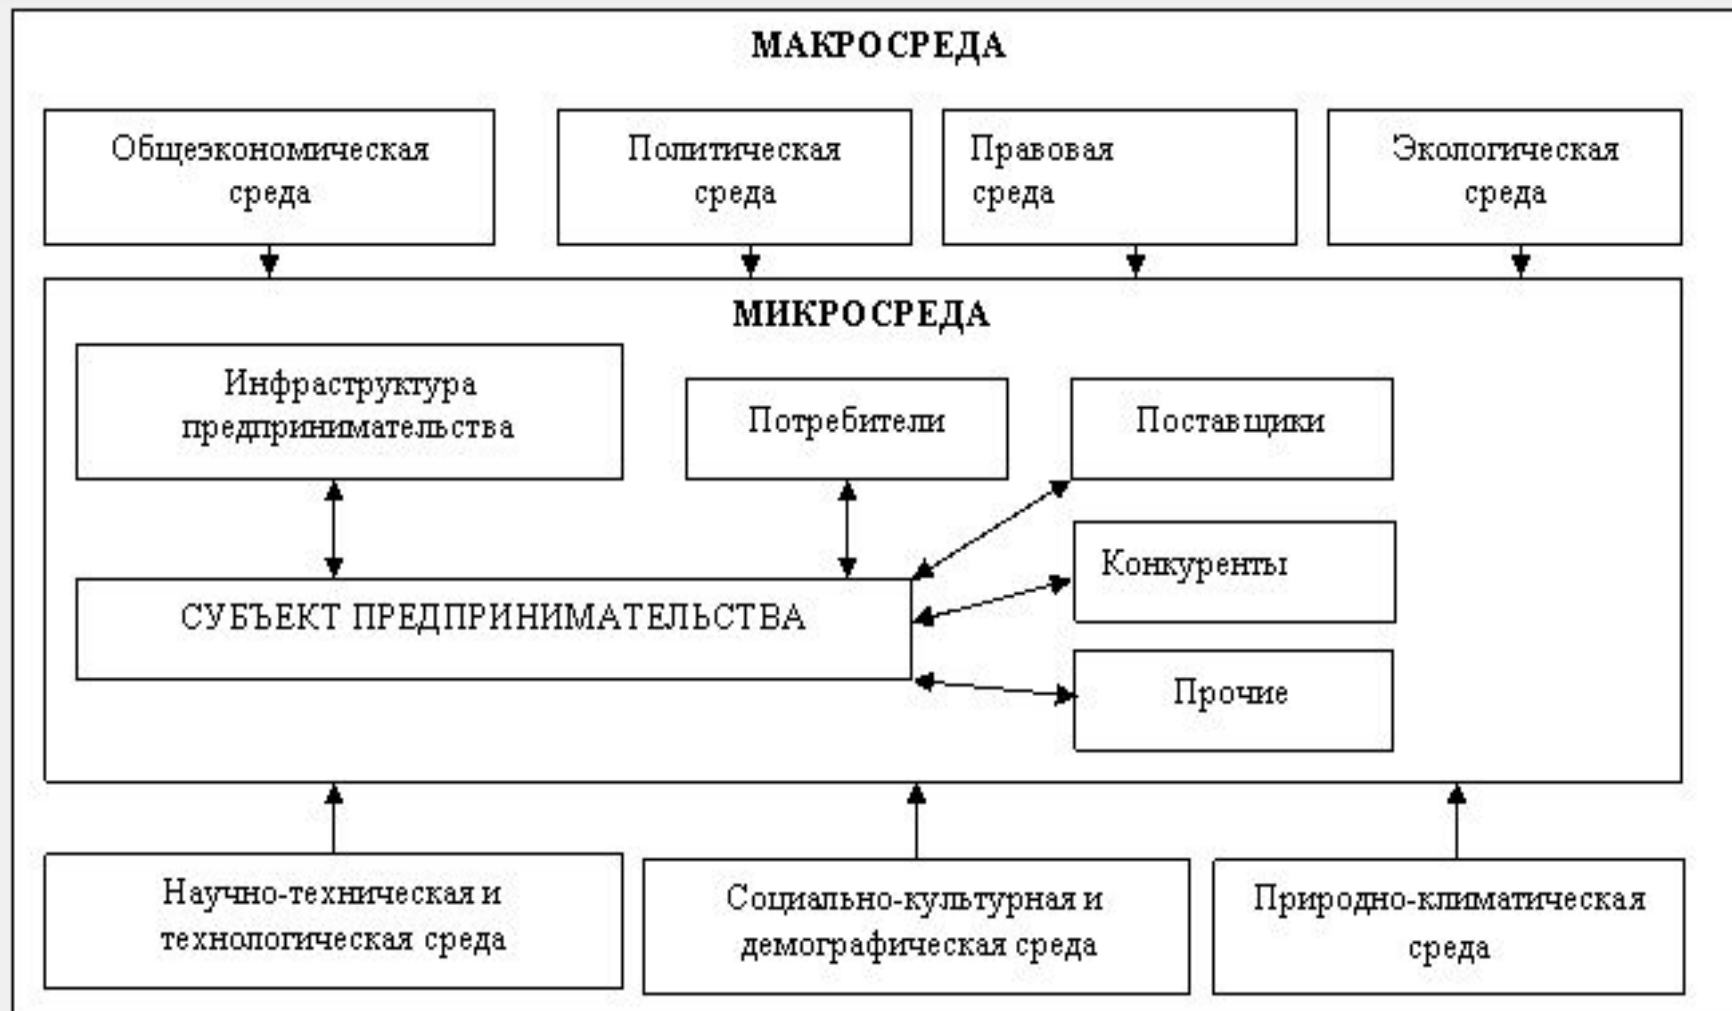 МАКРОСРЕДА
Общеэкономическая
среда
Политическая
среда
Правовая
среда
Экологическая
среда
МИКРОСРЕДА
Инфраструктура
предпринимательства
Потребители
Поставщики
Конкуренты
СУБЪЕКТ ПРЕДПРИНИМАТЕЛЬСТВА
Прочие
Научно-техническая и
технологическая среда
Социально-культурная и
демографическая среда
Природно-климатическая
среда